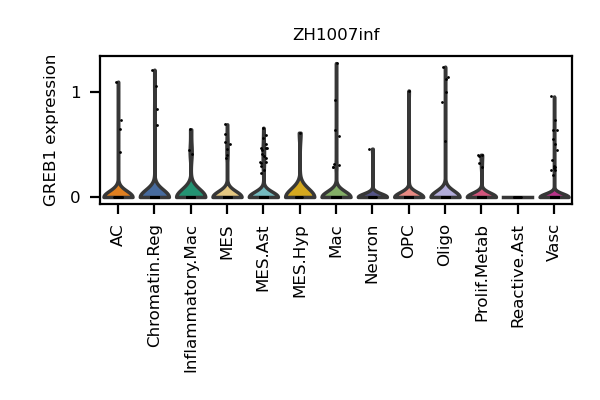 ZH1007inf
GREB1 expression
1
0
AC
Chromatin.Reg
Inflammatory.Mac
MES
MES.Ast
MES.Hyp
Mac
Neuron
OPC
Oligo
Prolif.Metab
Reactive.Ast
Vasc